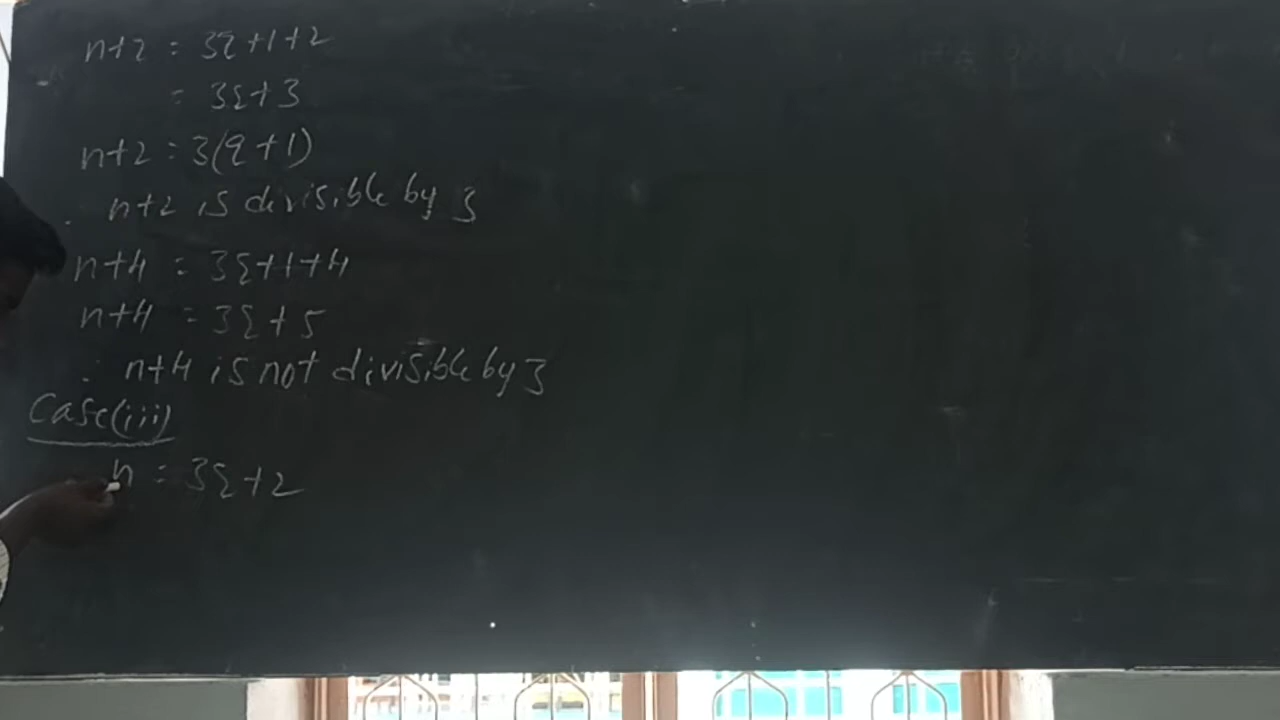 n+2 = 3q+1+2
= 3q+3
n+2 = 3(q+1)
∴ n+2 is divisible by 3
n+4 = 3q+1+4
n+4 = 3q+5
∴ n+4 is not divisible by 3
Case(iii)
n = 3q+2